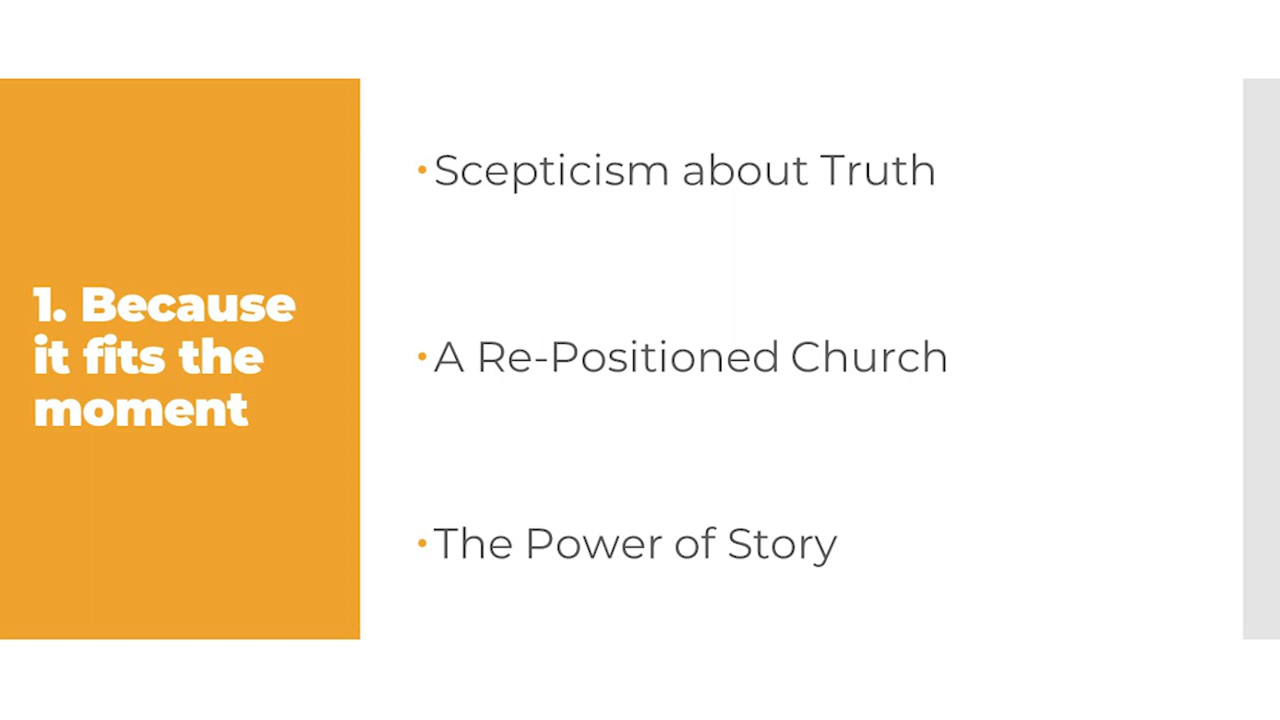 1. Because
it fits the
moment
•Scepticism about Truth
•A Re-Positioned Church
•The Power of Story